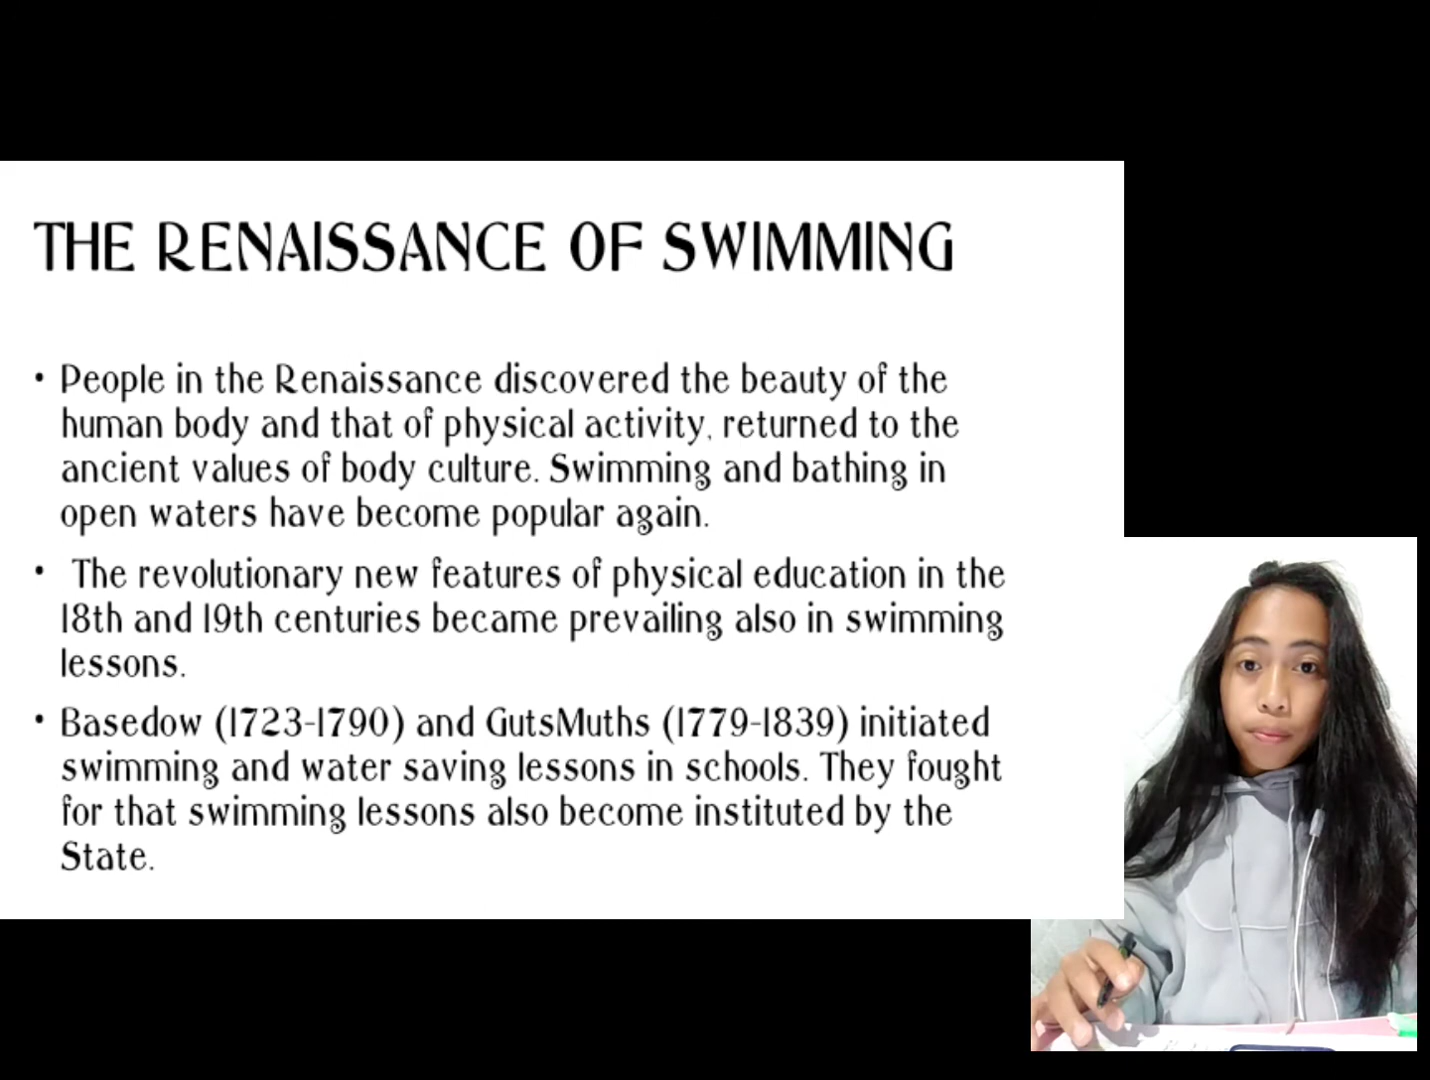 THE RENAISSANCE OF SWIMMING
• People in the Renaissance discovered the beauty of the
human body and that of physical activity, returned to the
ancient values of body culture. Swimming and bathing in
open waters have become popular again.
• The revolutionary new features of physical education in the
18th and 19th centuries became prevailing also in swimming
lessons.
• Basedow (1723-1790) and GutsMuths (1779-1839) initiated
swimming and water saving lessons in schools. They fought
for that swimming lessons also become instituted by the
State.